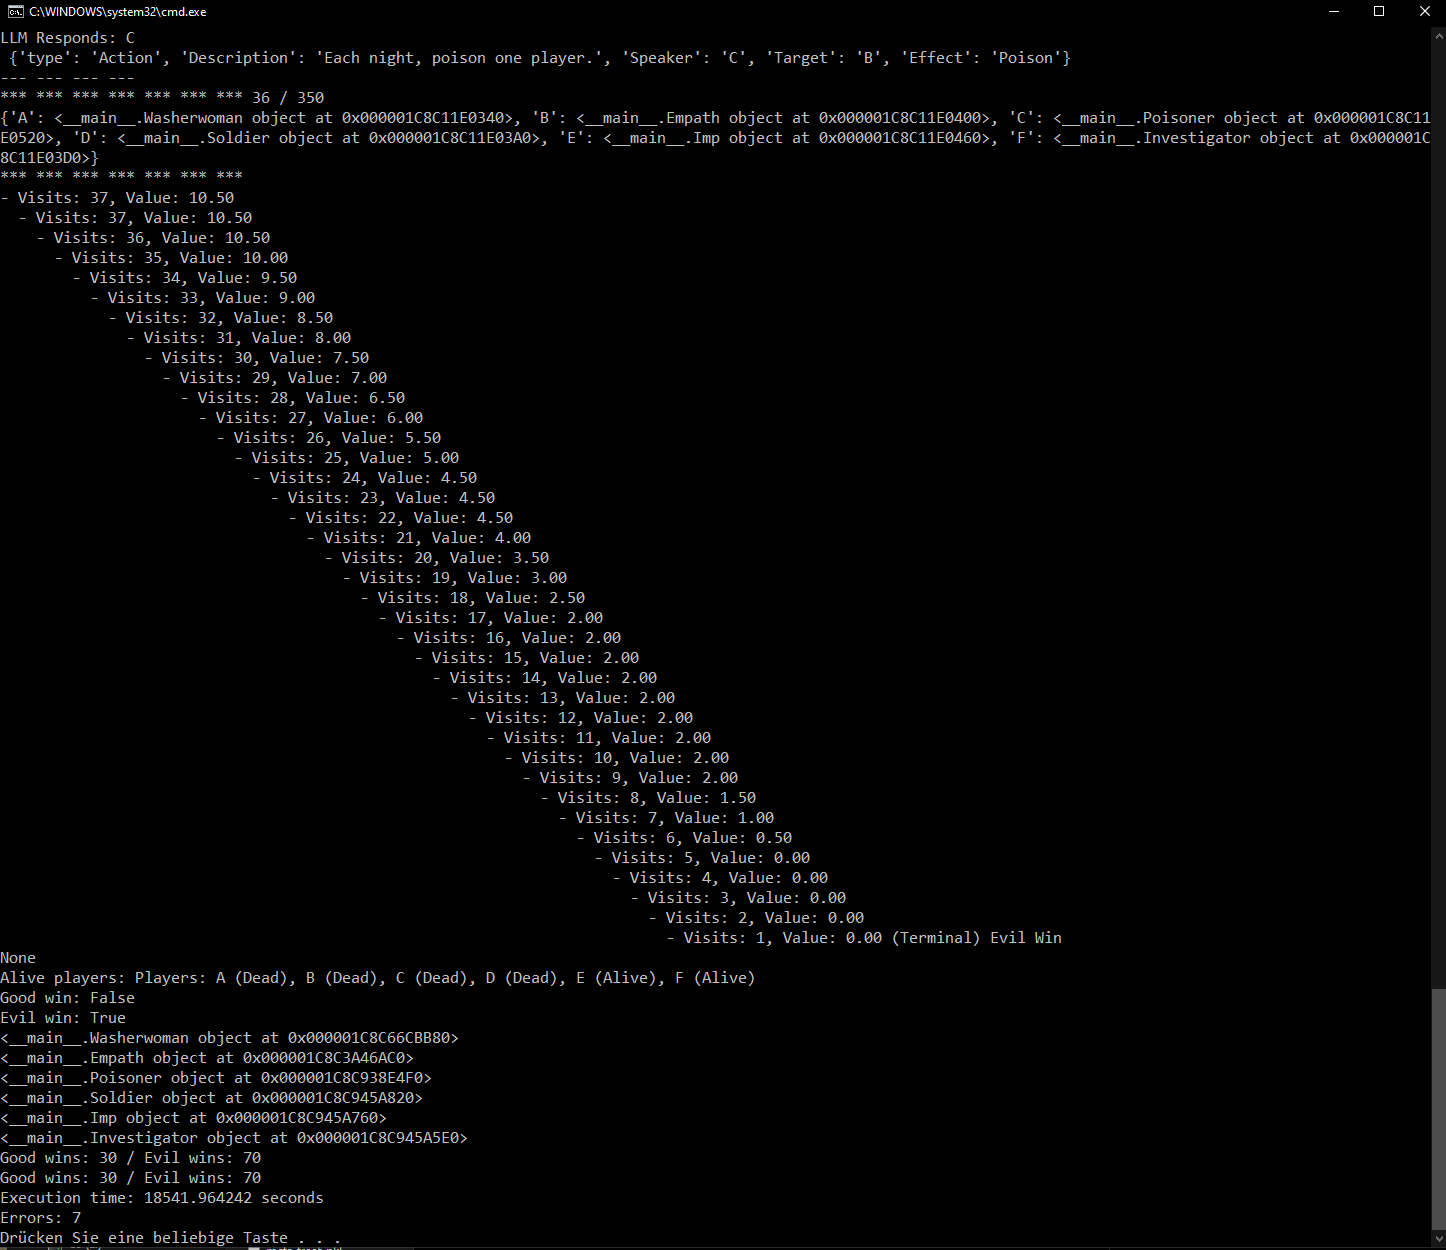 C:\WINDOWS\system32\cmd.exe
LLM Responds: C
{'type': 'Action', 'Description': 'Each night, poison one player.', 'Speaker': 'C', 'Target': 'B', 'Effect': 'Poison'}
--- --- --- ---
*** *** *** *** *** *** *** 36 / 350
{'A': <__main__.Washerwoman object at 0x000001C8C11E0340>, 'B': <__main__.Empath object at 0x000001C8C11E0400>, 'C': <__main__.Poisoner object at 0x000001C8C11
E0520>, 'D': <__main__.Soldier object at 0x000001C8C11E03A0>, 'E': <__main__.Imp object at 0x000001C8C11E0460>, 'F': <__main__.Investigator object at 0x000001C
8C11E03D0>}
*** *** *** *** *** *** ***
- Visits: 37, Value: 10.50
- Visits: 37, Value: 10.50
- Visits: 36, Value: 10.50
- Visits: 35, Value: 10.00
- Visits: 34, Value: 9.50
- Visits: 33, Value: 9.00
- Visits: 32, Value: 8.50
- Visits: 31, Value: 8.00
- Visits: 30, Value: 7.50
- Visits: 29, Value: 7.00
- Visits: 28, Value: 6.50
- Visits: 27, Value: 6.00
- Visits: 26, Value: 5.50
- Visits: 25, Value: 5.00
- Visits: 24, Value: 4.50
- Visits: 23, Value: 4.50
- Visits: 22, Value: 4.50
- Visits: 21, Value: 4.00
- Visits: 20, Value: 3.50
- Visits: 19, Value: 3.00
- Visits: 18, Value: 2.50
- Visits: 17, Value: 2.00
- Visits: 16, Value: 2.00
- Visits: 15, Value: 2.00
- Visits: 14, Value: 2.00
- Visits: 13, Value: 2.00
- Visits: 12, Value: 2.00
- Visits: 11, Value: 2.00
- Visits: 10, Value: 2.00
- Visits: 9, Value: 2.00
- Visits: 8, Value: 1.50
- Visits: 7, Value: 1.00
- Visits: 6, Value: 0.50
- Visits: 5, Value: 0.00
- Visits: 4, Value: 0.00
- Visits: 3, Value: 0.00
- Visits: 2, Value: 0.00
- Visits: 1, Value: 0.00 (Terminal) Evil Win
None
Alive players: Players: A (Dead), B (Dead), C (Dead), D (Dead), E (Alive), F (Alive)
Good win: False
Evil win: True
<__main__.Washerwoman object at 0x000001C8C66CBB80>
<__main__.Empath object at 0x000001C8C3A46AC0>
<__main__.Poisoner object at 0x000001C8C938E4F0>
<__main__.Soldier object at 0x000001C8C945A820>
<__main__.Imp object at 0x000001C8C945A760>
<__main__.Investigator object at 0x000001C8C945A5E0>
Good wins: 30 / Evil wins: 70
Good wins: 30 / Evil wins: 70
Execution time: 18541.964242 seconds
Errors: 7
Drücken Sie eine beliebige Taste . . .